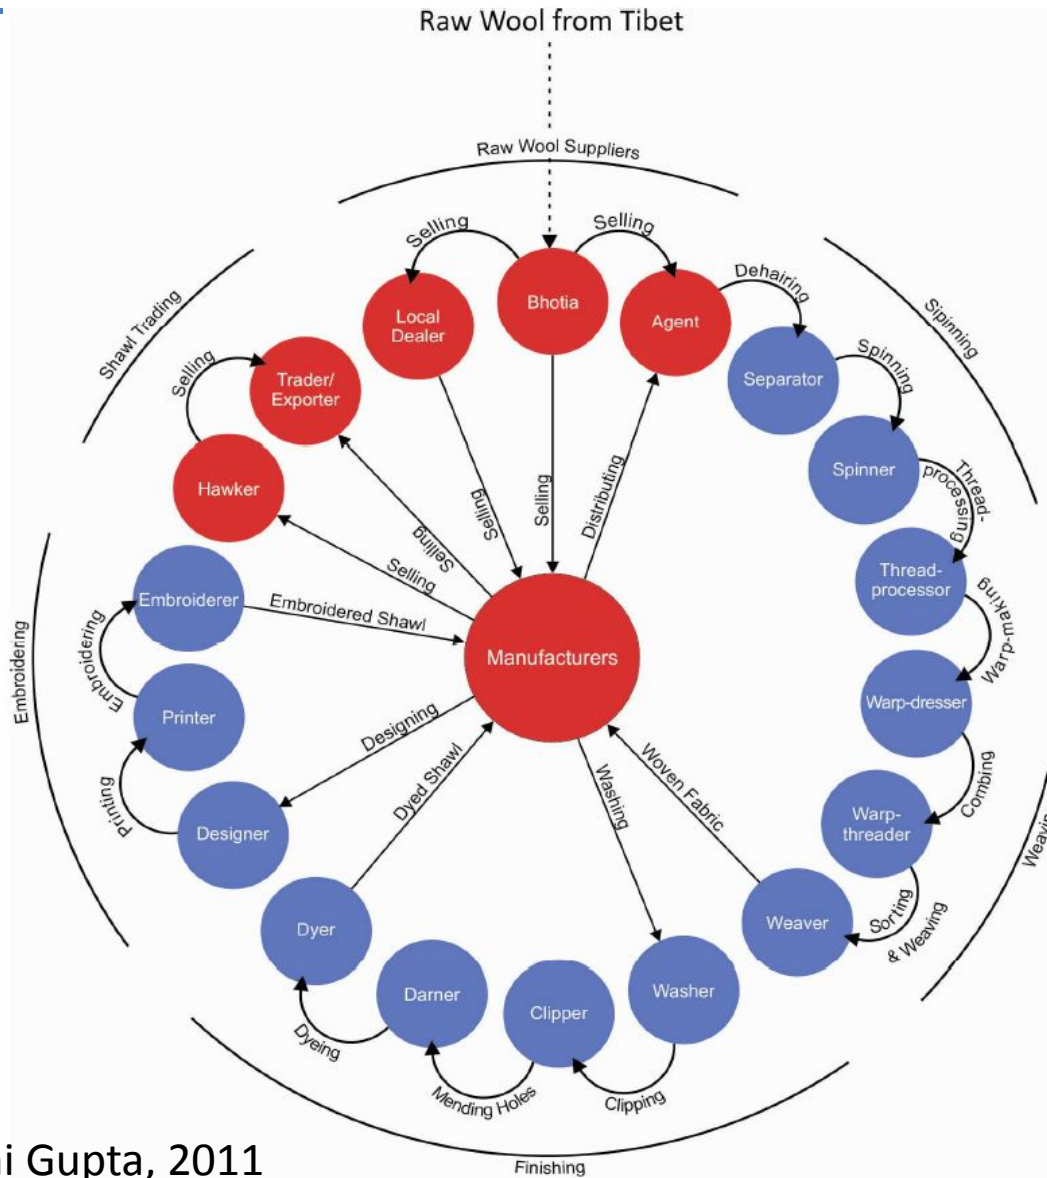 Raw Wool from Tibet
Raw Wool Suppliers
Selling
Selling
Local
Dealer
Bhotia
Agent
Dehairing
Sipinning
Separator
Spinning
Spinner
Thread-
processing
Thread-
processor
Warp-making
Warp-dresser
Combing
Warp-
threader
Sorting
& Weaving
Weaver
Shawl Trading
Selling
Trader/
Exporter
Hawker
Selling
Selling
Selling
Selling
Distributing
Manufacturers
Embroidering
Embroiderer
Embroidered Shawl
Embroidering
Printer
Printing
Designing
Designer
Dyed Shawl
Washing
Woven Fabric
Dyer
Dyeing
Darner
Mending Holes
Clipper
Clipping
Washer
Finishing
Gupta, 2011